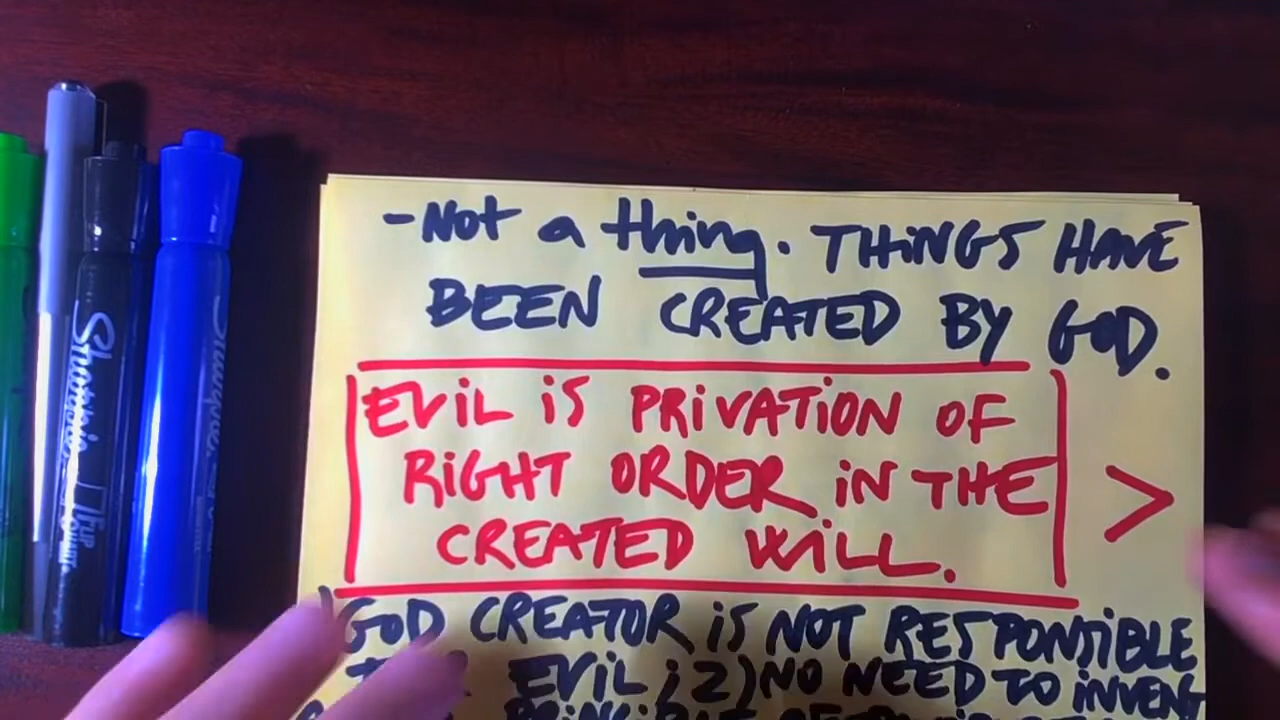 - Not a thing. THiNGS HAVE
BEEN CREATED BY GOD.
EViL iS PRiVATiON OF
RiGHT ORDER iN THE >
CREATED WiLL.
)GOD CREATOR iS NOT RESPONSiBLE
EViL; 2) NO NEED TO iNVENT
Sharpie